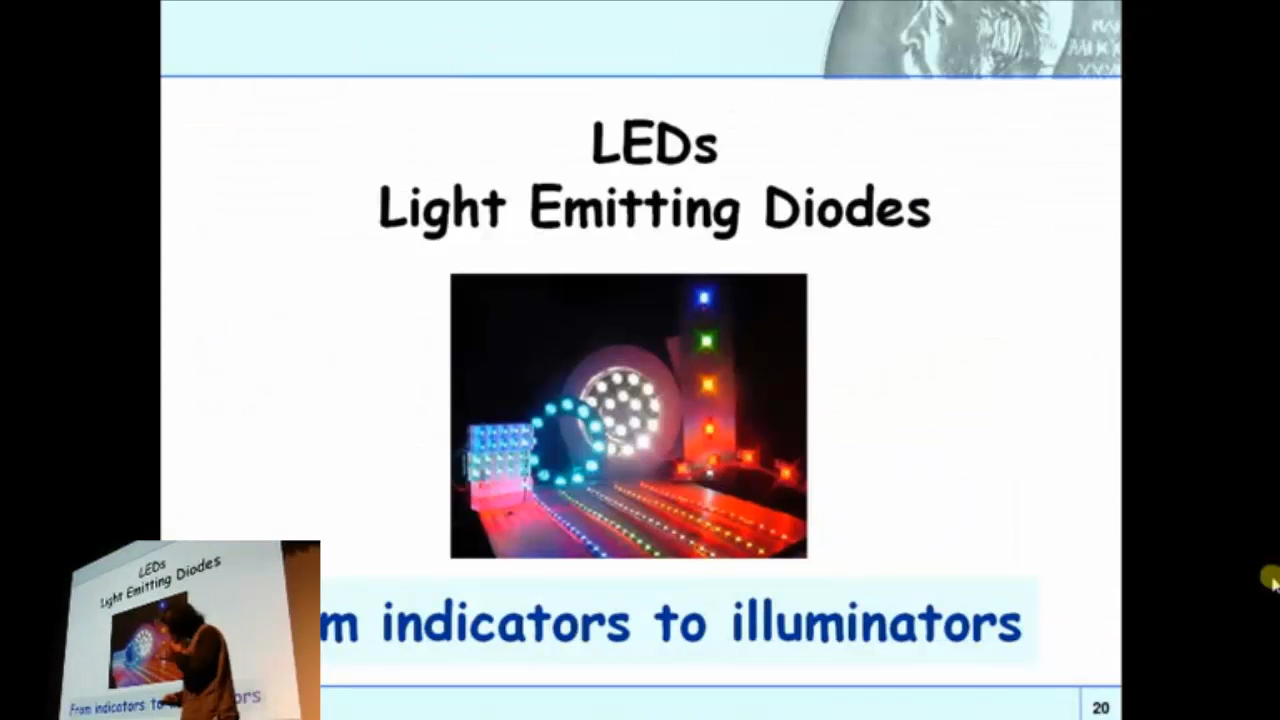 LEDs
Light Emitting Diodes
m indicators to illuminators
20
LEDs
Light Emitting Diodes
From indicators to
ors